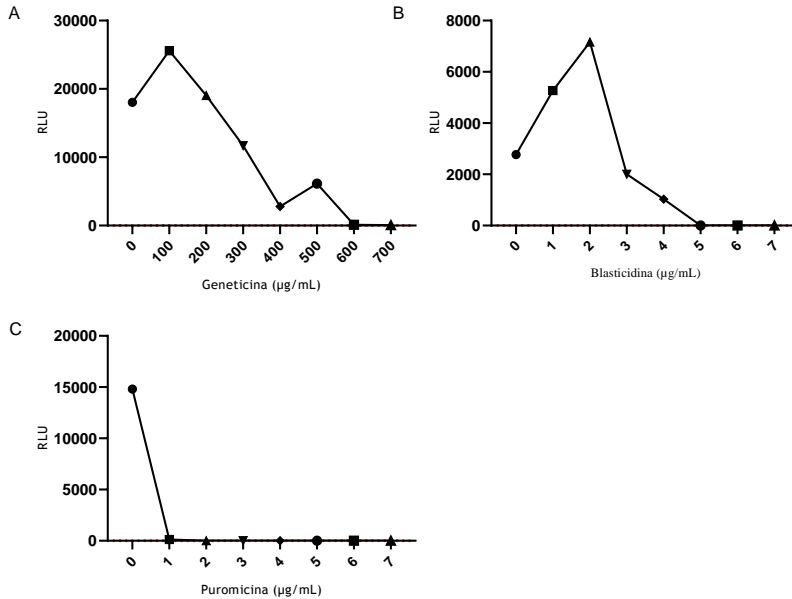 A
30000
20000
10000
0
RLU
0 100 200 300 400 500 600 700
Geneticina (µg/mL)
B
8000
6000
4000
2000
0
RLU
0 1 2 3 4 5 6 7
Blasticidina (µg/mL)
C
20000
15000
10000
5000
0
RLU
0 1 2 3 4 5 6 7
Puromicina (µg/mL)